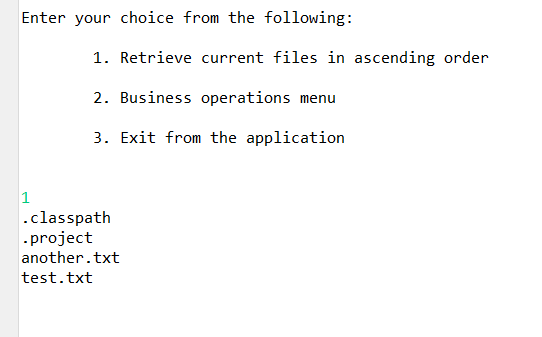 Enter your choice from the following:
1. Retrieve current files in ascending order
2. Business operations menu
3. Exit from the application
1
.classpath
.project
another.txt
test.txt